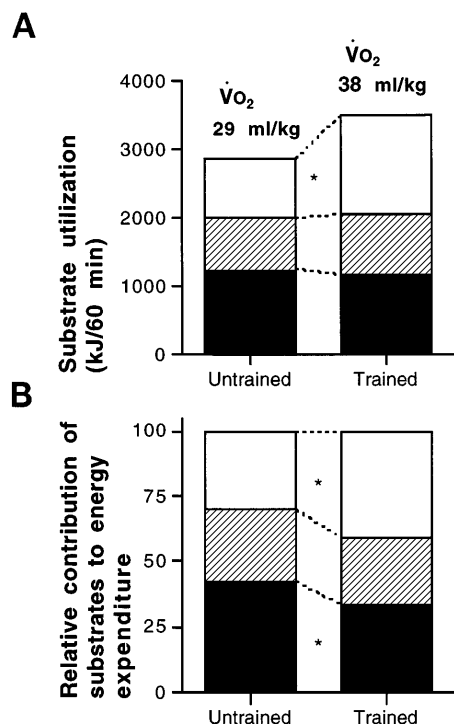 A
V̇O₂
38 ml/kg
V̇O₂
29 ml/kg
Substrate utilization
(kJ/60 min)
4000
3000
*
2000
1000
0
Untrained Trained
B
Relative contribution of
substrates to energy
expenditure
100
75
*
50
25
*
0
Untrained Trained